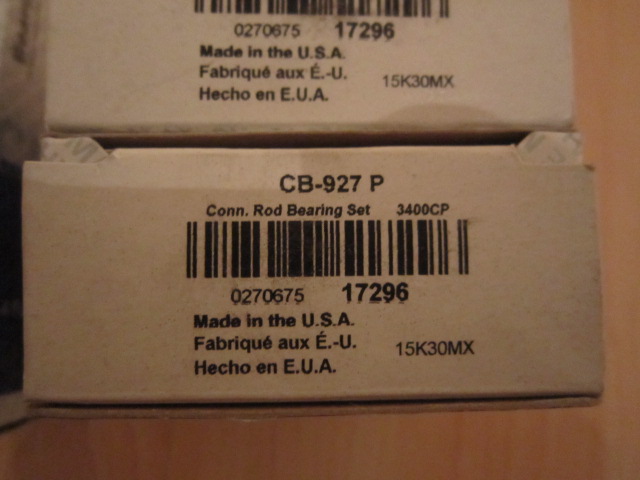 0270675 17296
Made in the U.S.A.
Fabriqué aux É.-U. 15K30MX
Hecho en E.U.A.
CB-927 P
Conn. Rod Bearing Set 3400CP
0270675 17296
Made in the U.S.A.
Fabriqué aux É.-U. 15K30MX
Hecho en E.U.A.